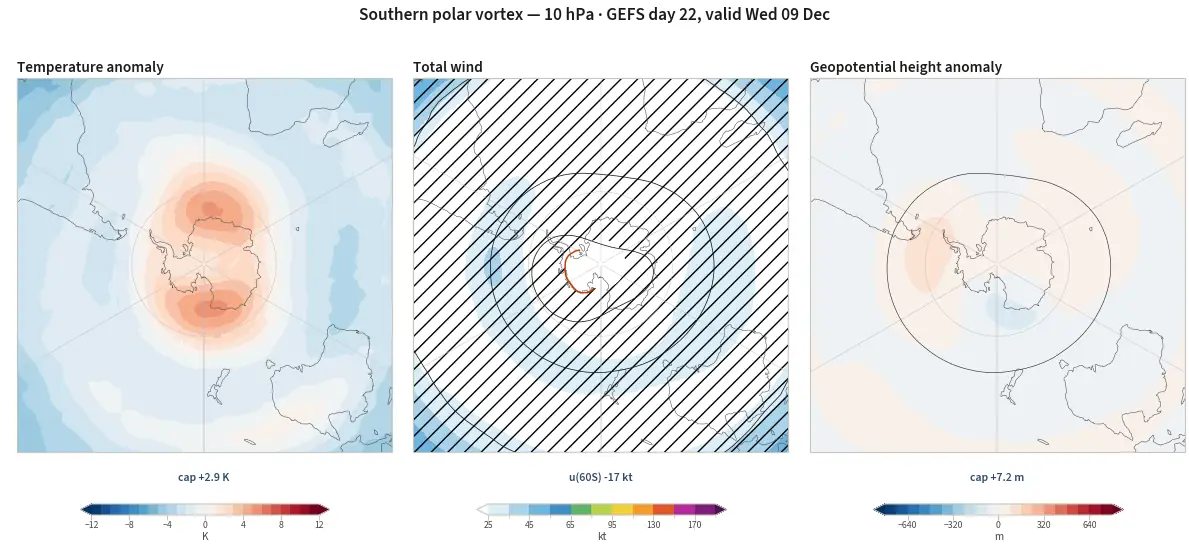 Southern polar vortex — 10 hPa · GEFS day 22, valid Wed 09 Dec
Temperature anomaly
Total wind
Geopotential height anomaly
cap +2.9 K
u(60S) -17 kt
cap +7.2 m
−12 −8 −4 0 4 8 12
K
25 45 65 95 130 170
kt
−640 −320 0 320 640
m